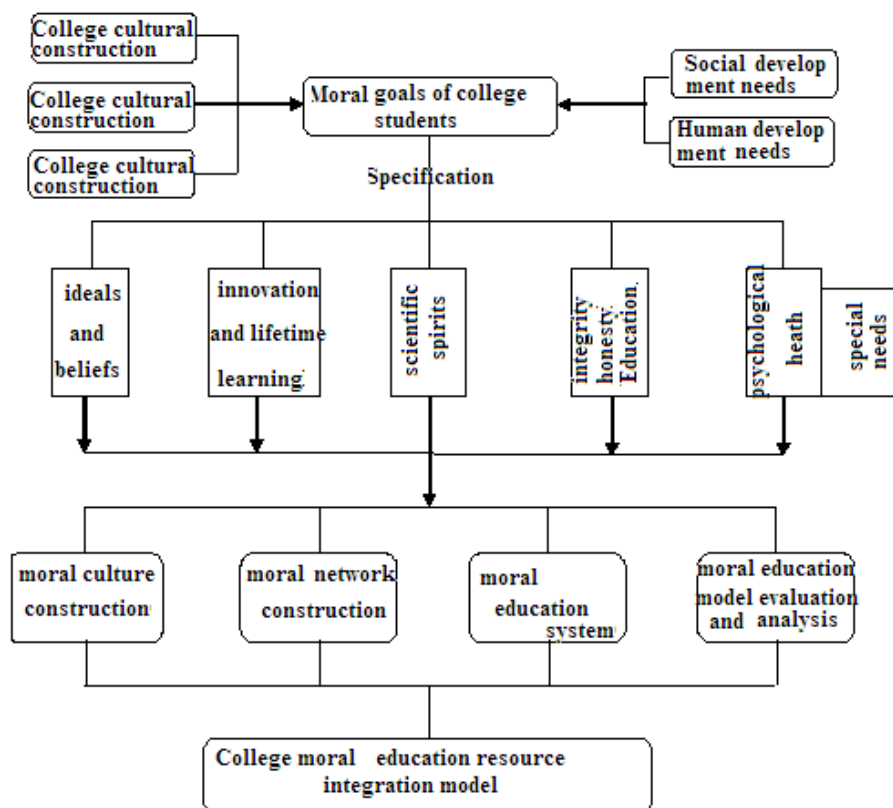 College cultural
construction
College cultural
construction
College cultural
construction
Moral goals of college
students
Social develop
ment needs
Human develop
ment needs
Specification
ideals
and
beliefs
innovation
and lifetime
learning
scientific
spirits
integrity
honesty.
Education.
psychological
heath
special
needs
moral culture
construction
moral network
construction
moral
education
system
moral education
model evaluation
and analysis
College moral education resource
integration model